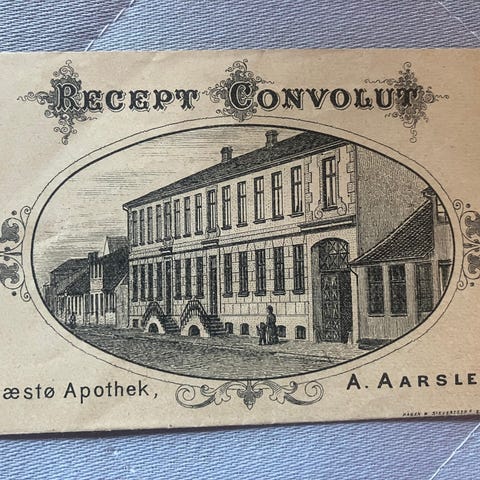 RECEPT CONVOLUT
æstø Apothek, A. AARSLE